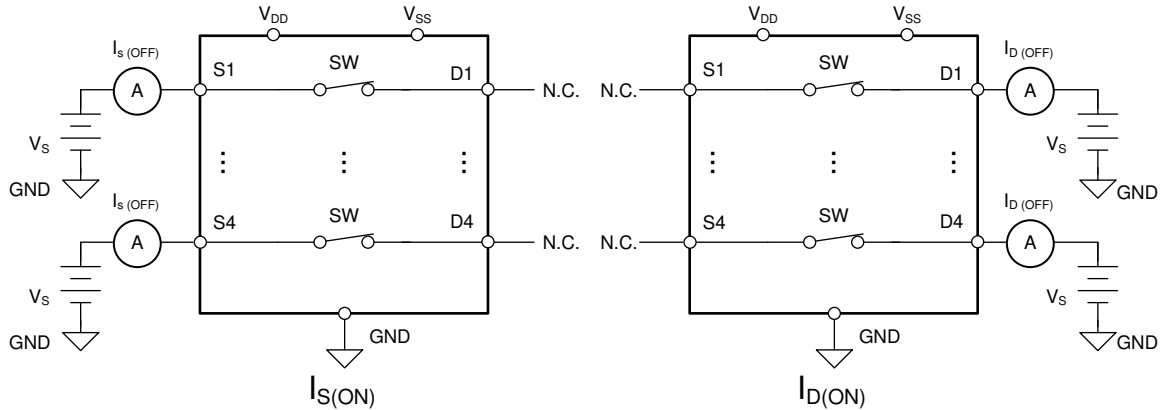 VDD VSS VDD VSS
Is (OFF) S1 SW D1 N.C. N.C. S1 SW D1 ID (OFF)
A A
VS ⋮ ⋮ ⋮ ⋮ ⋮ ⋮ VS
GND GND
Is (OFF) S4 SW D4 N.C. N.C. S4 SW D4 ID (OFF)
A A
VS VS
GND GND GND GND
IS(ON) ID(ON)